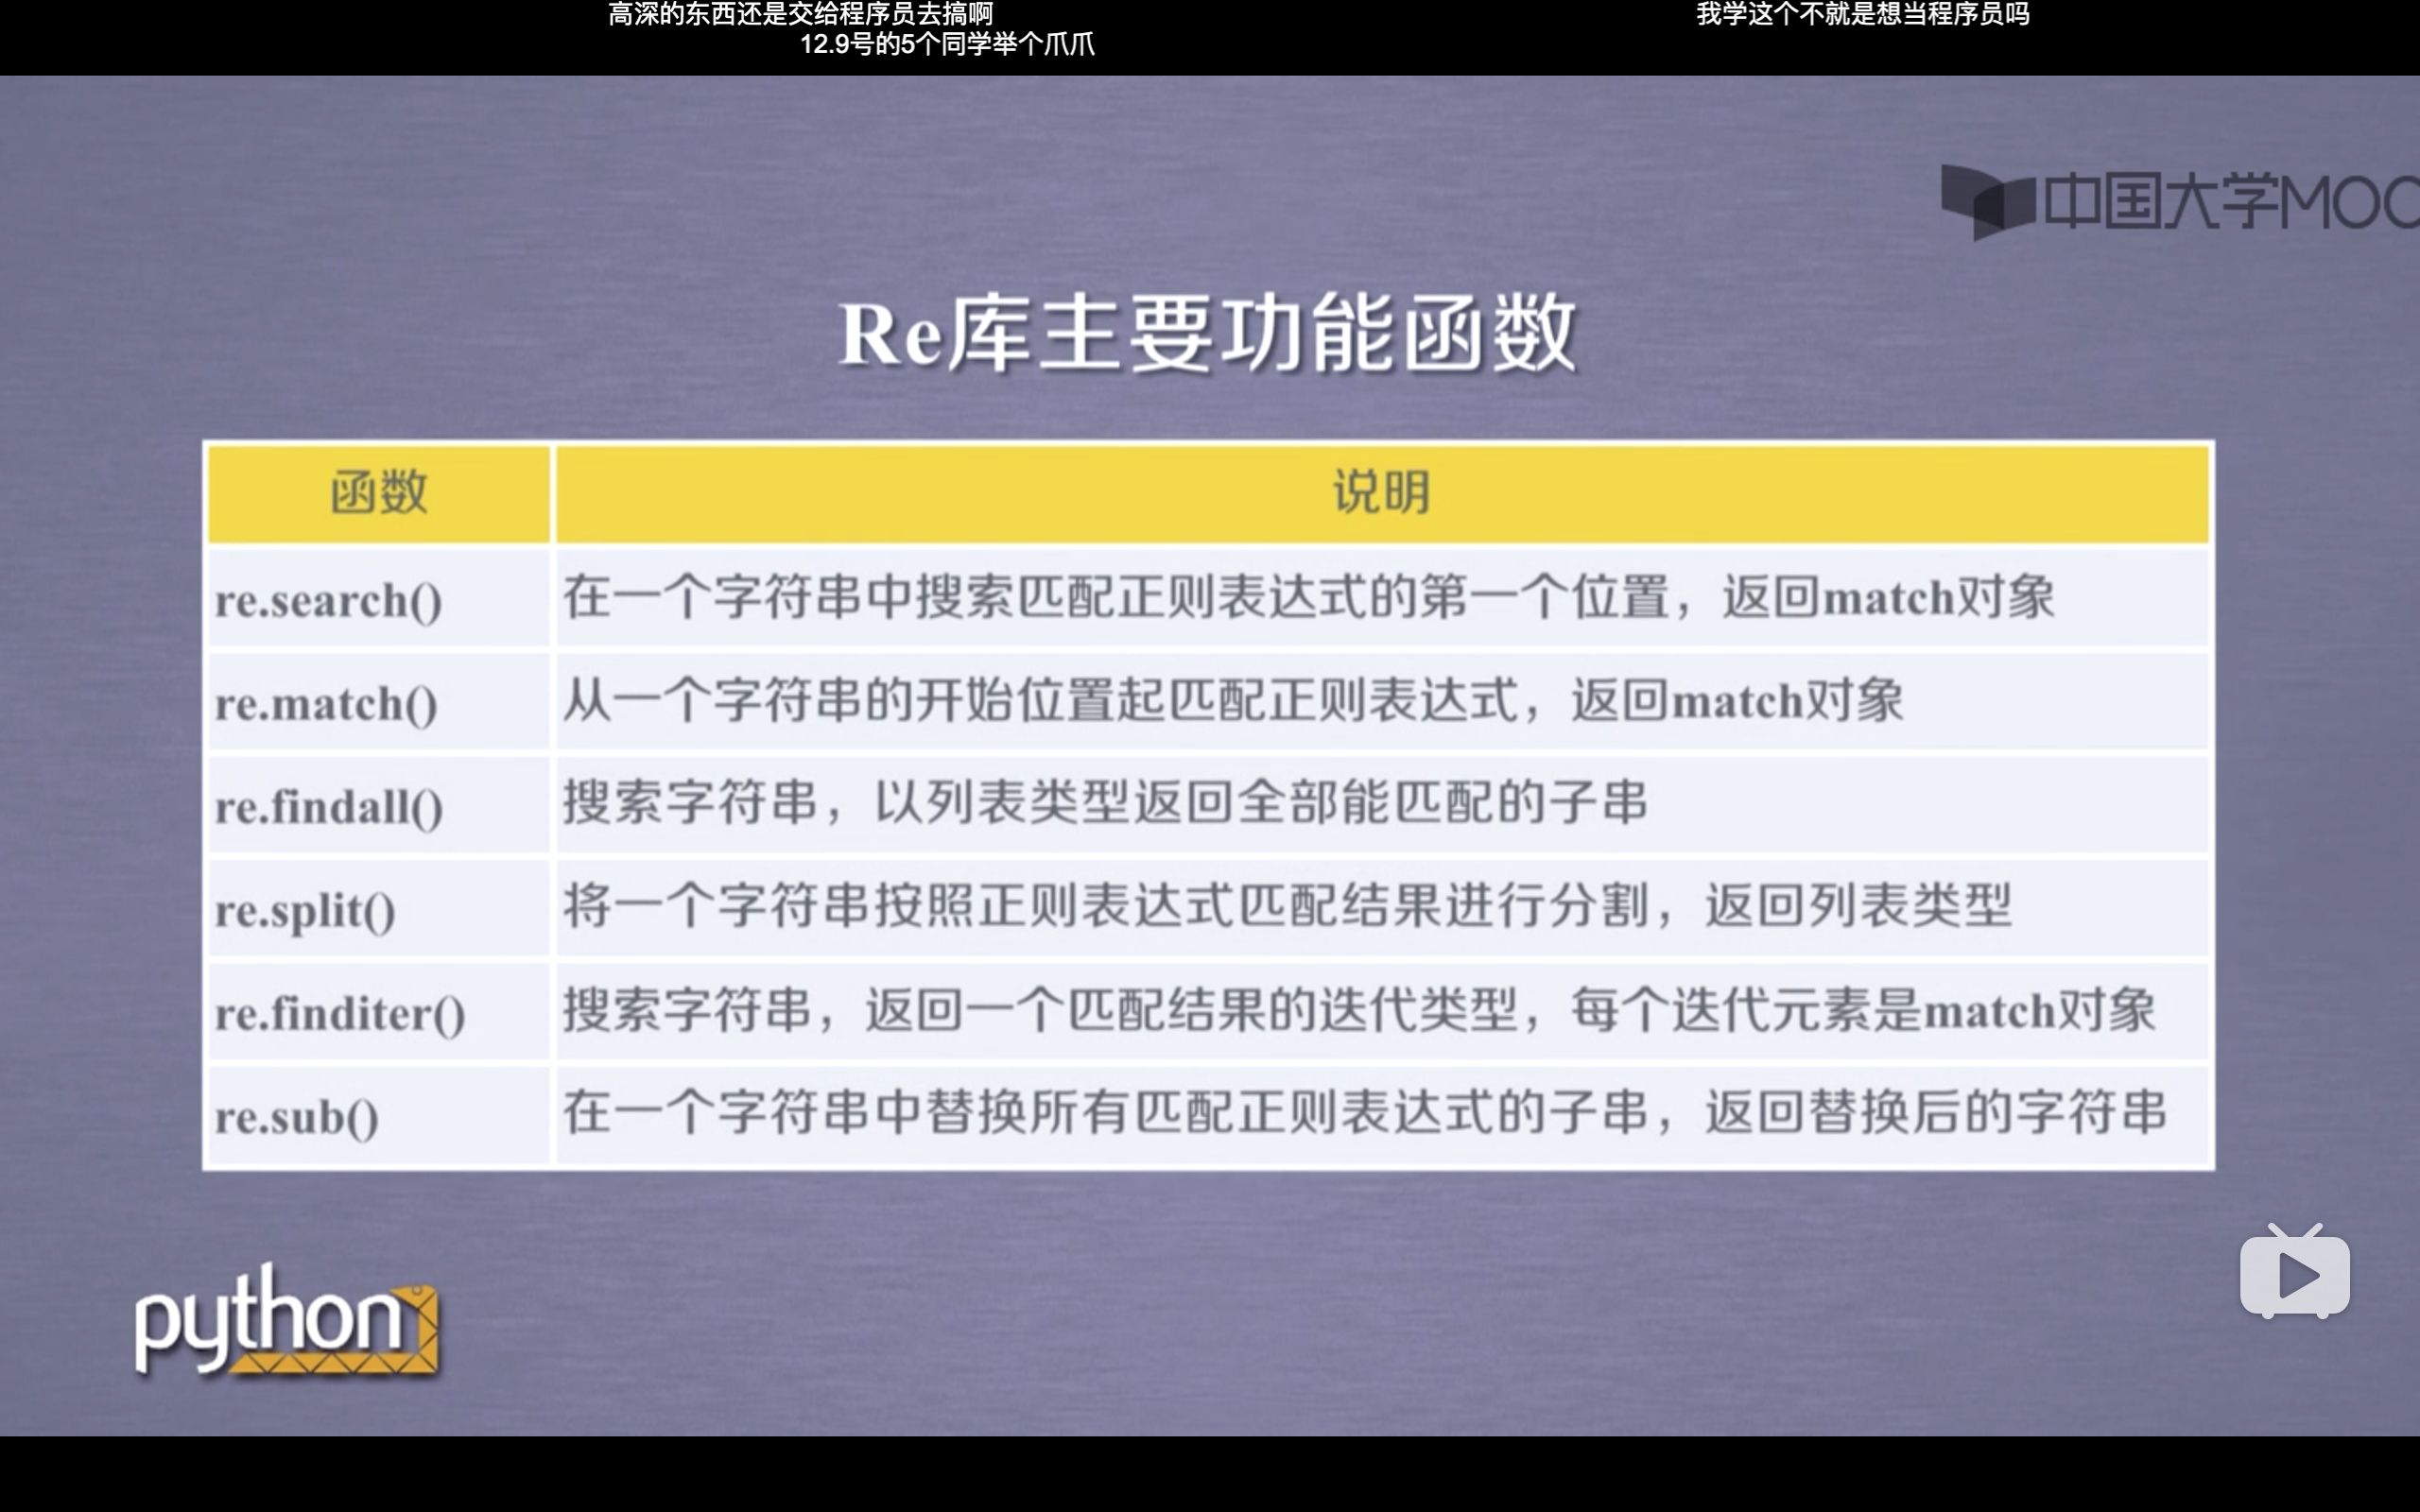 高深的东西还是交给程序员去搞啊
我学这个不就是想当程序员吗
12.9号的5个同学举个爪爪
中国大学MOO
Re库主要功能函数
函数 说明
re.search() 在一个字符串中搜索匹配正则表达式的第一个位置，返回match对象
re.match() 从一个字符串的开始位置起匹配正则表达式，返回match对象
re.findall() 搜索字符串，以列表类型返回全部能匹配的子串
re.split() 将一个字符串按照正则表达式匹配结果进行分割，返回列表类型
re.finditer() 搜索字符串，返回一个匹配结果的迭代类型，每个迭代元素是match对象
re.sub() 在一个字符串中替换所有匹配正则表达式的子串，返回替换后的字符串
python